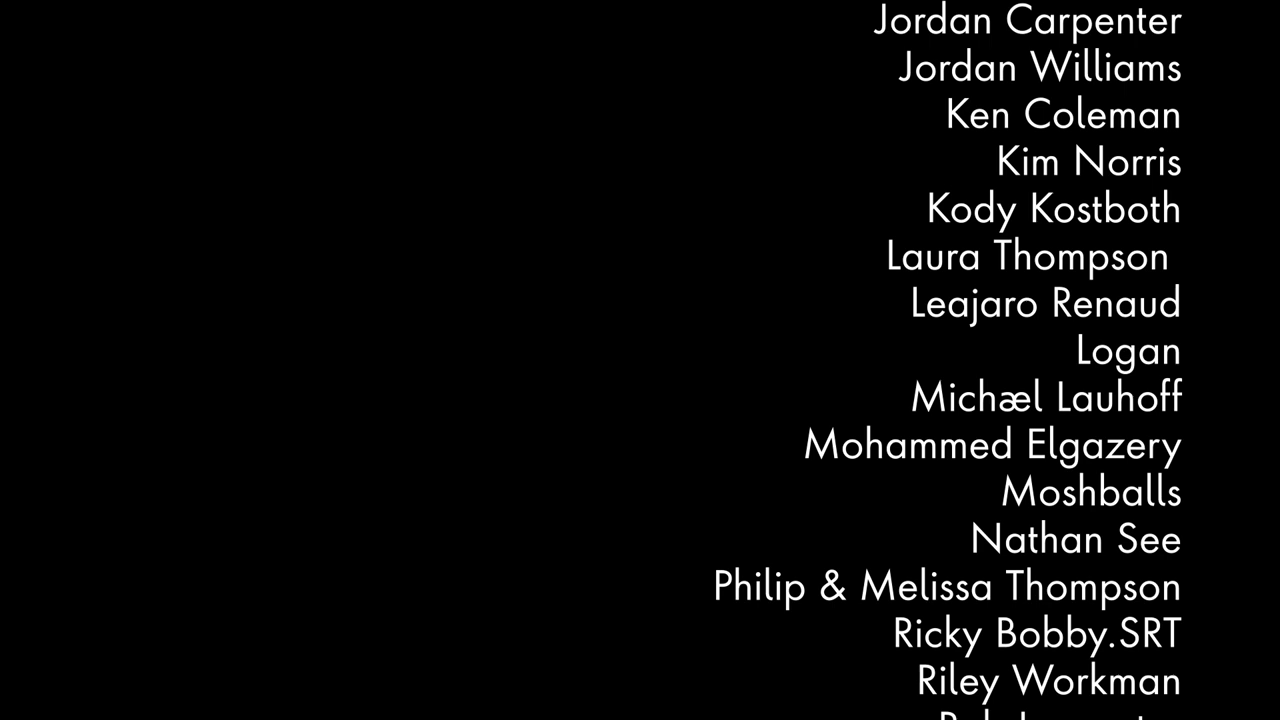 Jordan Carpenter
Jordan Williams
Ken Coleman
Kim Norris
Kody Kostboth
Laura Thompson
Leajaro Renaud
Logan
Michæl Lauhoff
Mohammed Elgazery
Moshballs
Nathan See
Philip & Melissa Thompson
Ricky Bobby.SRT
Riley Workman